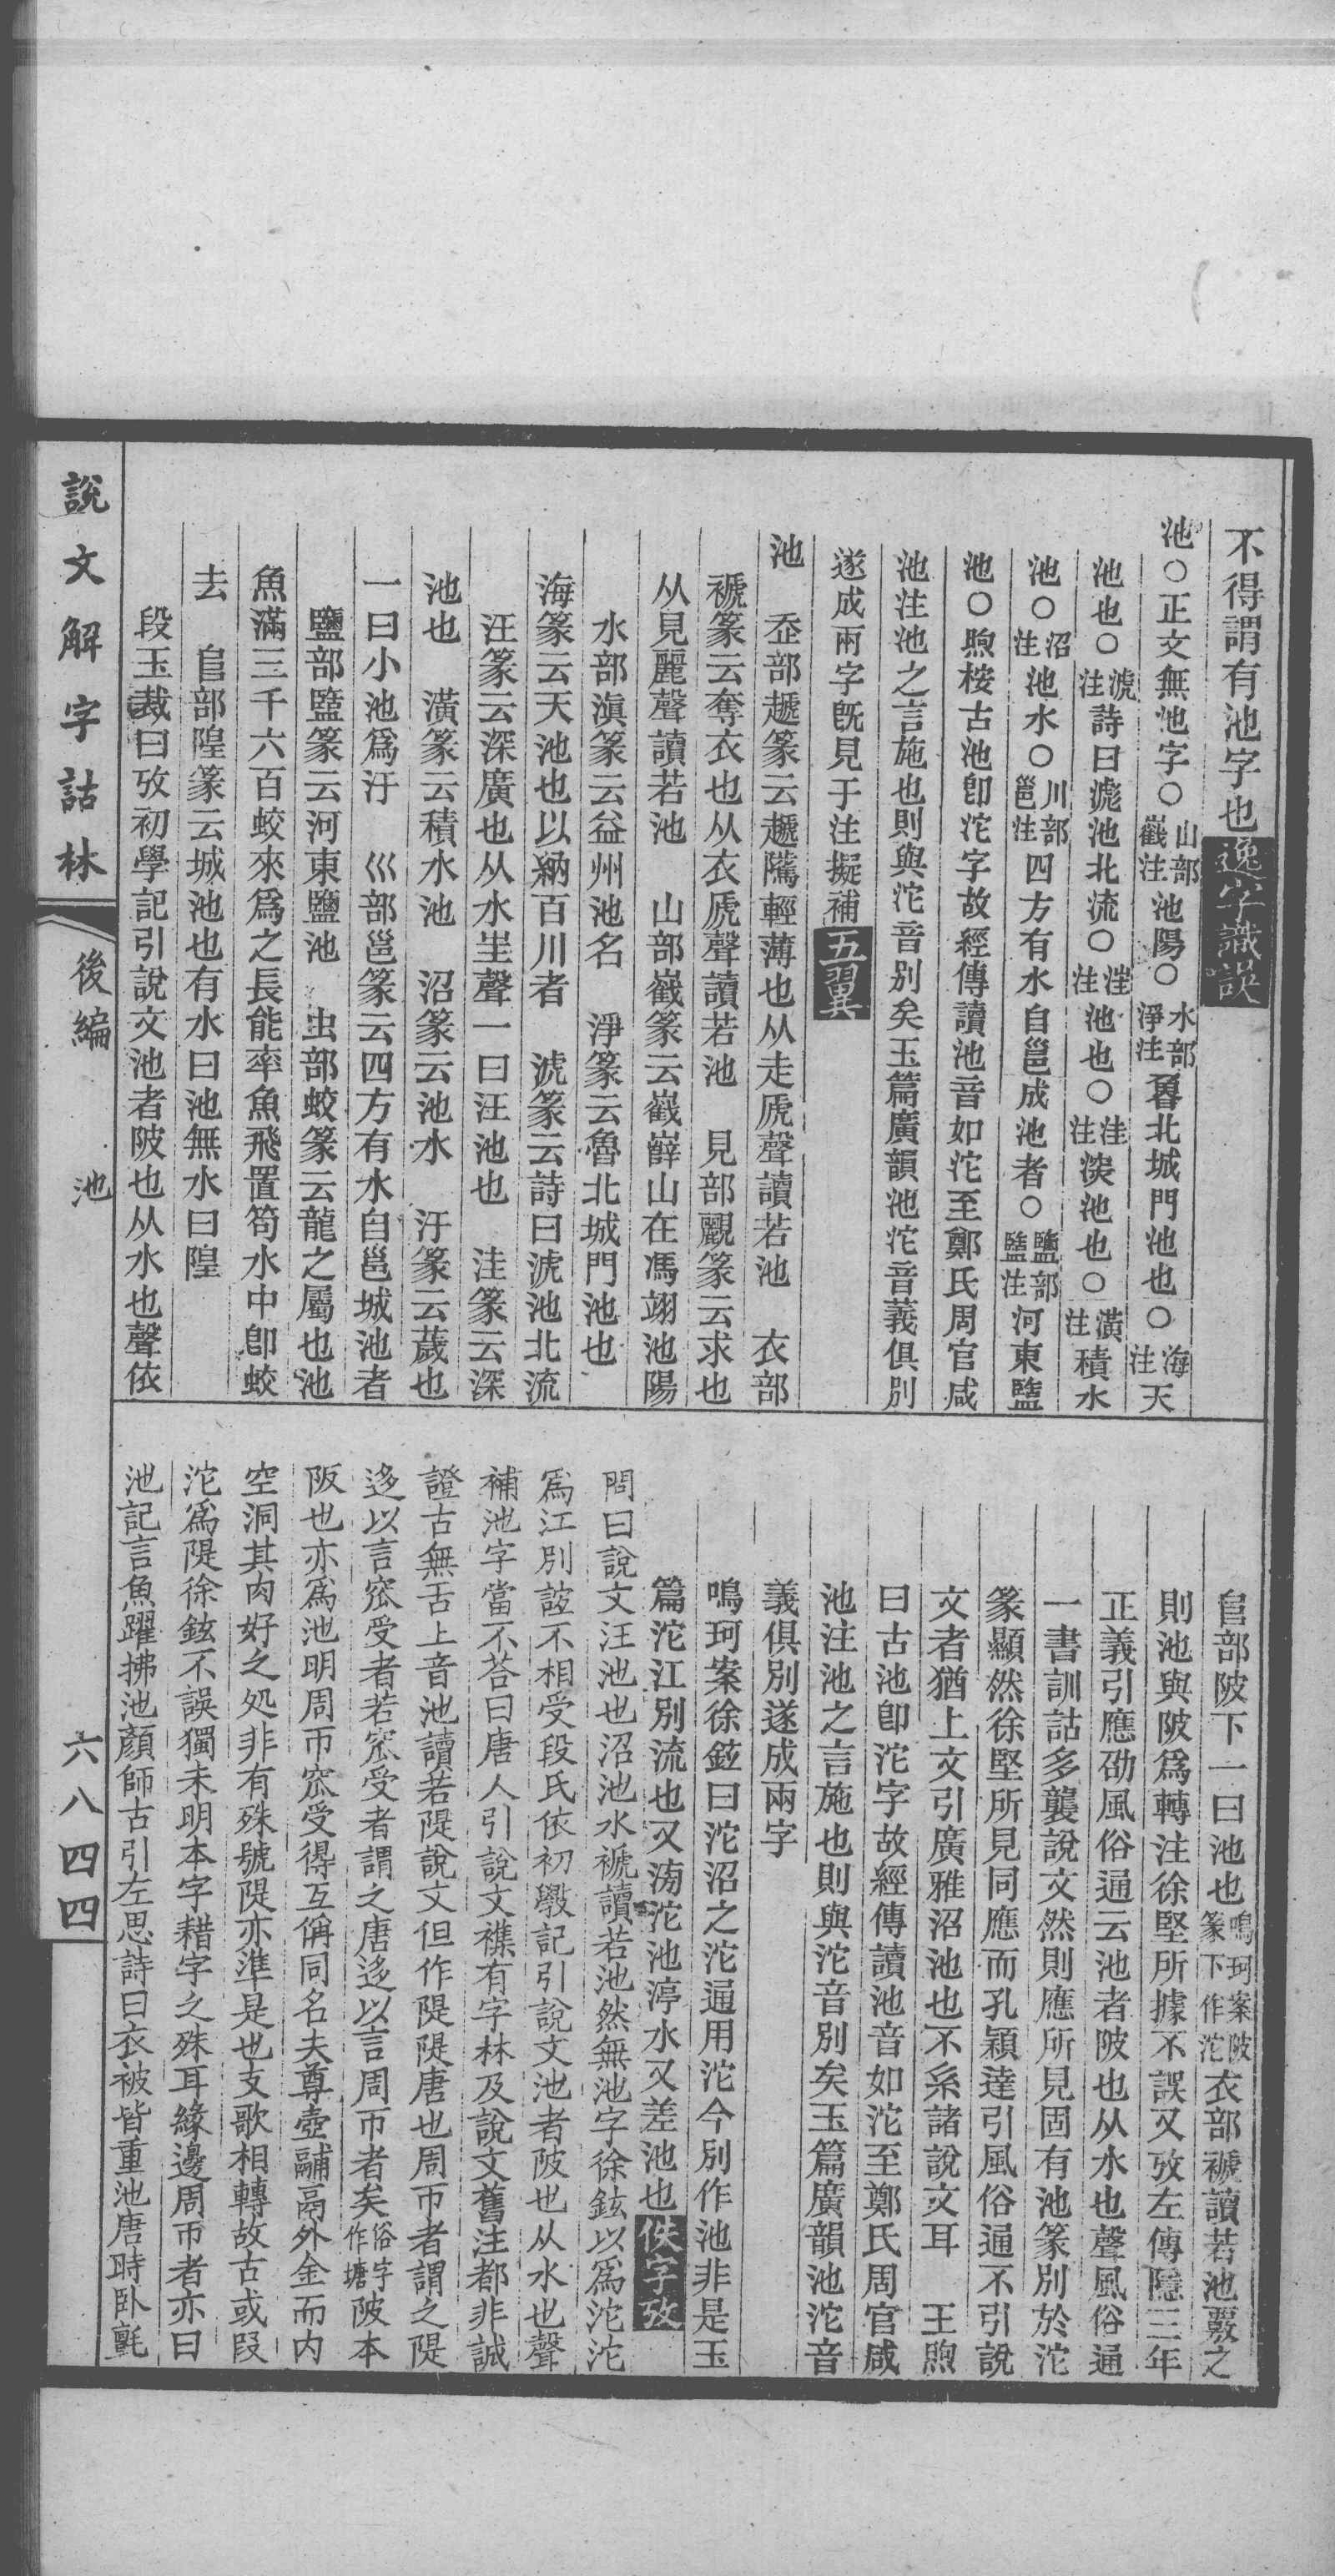 不得謂有池字也逸字識誤
池○正文無池字○山部巀注池陽○水部淨注魯北城門池也○海注天
池也○淲注詩曰滮池北流○漥注池也○洼注湥池也○潢注積水
池○沼注池水○川部邕注四方有水自邕成池者○鹽部盬注河東盬
池○煦桉古池卽沱字故經傳讀池音如沱至鄭氏周官咸
池注池之言施也則與沱音別矣玉篇廣韻池沱音義俱別
遂成兩字旣見于注擬補五翼
池 走部䞾篆云䞾隲輕薄也从走虒聲讀若池 衣部
褫篆云奪衣也从衣虒聲讀若池 見部覼篆云求也
从見麗聲讀若池 山部巀篆云巀嶭山在馮翊池陽
水部滇篆云益州池名 淨篆云魯北城門池也
海篆云天池也以納百川者 淲篆云詩曰淲池北流
汪篆云深廣也从水㞷聲一曰汪池也 洼篆云深
池也 潢篆云積水池 沼篆云池水 汙篆云薉也
一曰小池爲汙 巛部邕篆云四方有水自邕城池者
鹽部盬篆云河東鹽池 虫部蛟篆云龍之屬也池
魚滿三千六百蛟來爲之長能率魚飛置笱水中卽蛟
去 𨸏部隍篆云城池也有水曰池無水曰隍
段玉裁曰攷初學記引說文池者陂也从水也聲依
𨸏部陂下一曰池也鳴珂案陂篆下作沱衣部褫讀若池覈之
則池與陂爲轉注徐堅所據不誤又攷左傳隱三年
正義引應劭風俗通云池者陂也从水也聲風俗通
一書訓詁多襲說文然則應所見固有池篆別於沱
篆顯然徐堅所見同應而孔穎達引風俗通不引說
文者猶上文引廣雅沼池也不系諸說文耳 王煦
曰古池卽沱字故經傳讀池音如沱至鄭氏周官咸
池注池之言施也則與沱音別矣玉篇廣韻池沱音
義俱別遂成兩字
鳴珂案徐鉉曰沱沼之沱通用沱今別作池非是玉
篇沱江別流也又滂沱池渟水又差池也佚字攷
問曰說文汪池也沼池水褫讀若池然無池字徐鉉以爲沱沱
爲江別誼不相受段氏依初學記引說文池者陂也从水也聲
補池字當不荅曰唐人引說文襍有字林及說文舊注都非誠
證古無舌上音池讀若隄說文但作隄隄唐也周帀者謂之隄
迻以言窊受者若窊受者謂之唐迻以言周帀者矣俗字作塘陂本
阪也亦爲池明周帀窊受得互偁同名夫尊壺鬴鬲外金而內
空洞其肉好之処非有殊號隄亦準是也支歌相轉故古或叚
沱爲隄徐鉉不誤獨未明本字耤字之殊耳緣邊周帀者亦曰
池記言魚躍拂池顏師古引左思詩曰衣被皆重池唐時臥氈
說文解字詁林 後編 池 六八四四